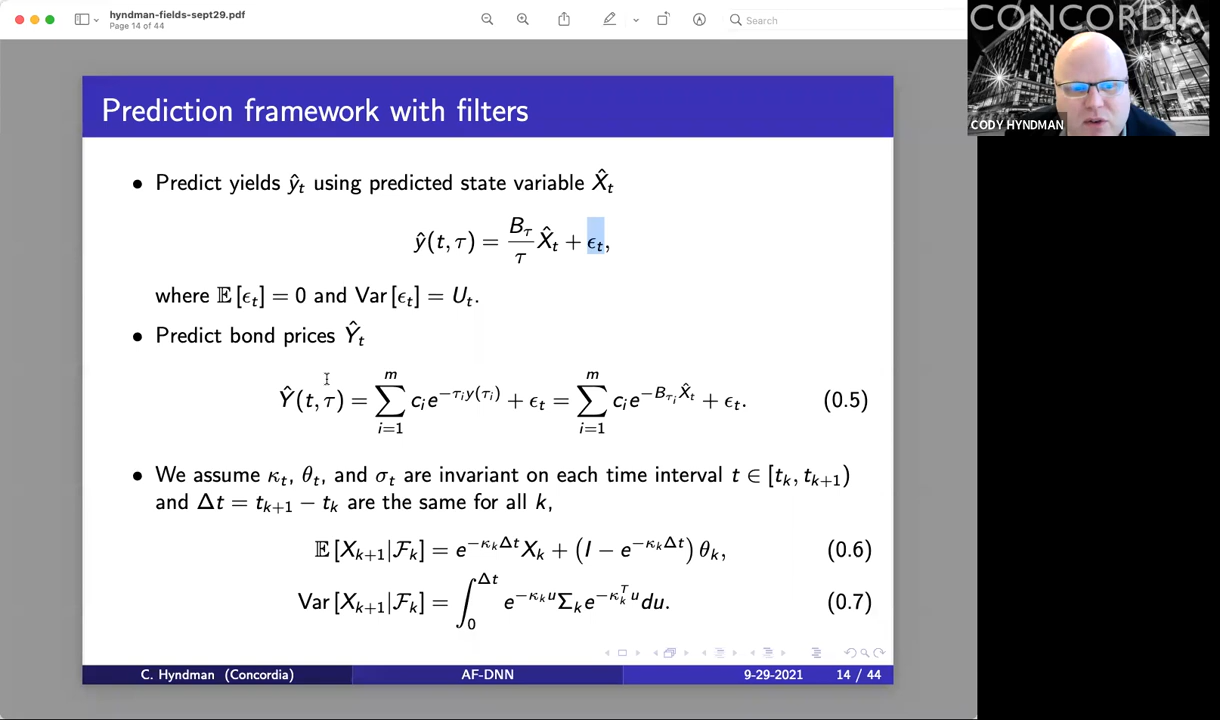 hyndman-fields-sept29.pdf
Page 14 of 44
Search
CONCORDIA
CODY HYNDMAN
Prediction framework with filters
• Predict yields ŷ_t using predicted state variable X̂_t
ŷ(t, τ) = B_τ/τ X̂_t + ϵ_t,
where 𝔼[ϵ_t] = 0 and Var[ϵ_t] = U_t.
• Predict bond prices Ŷ_t
Ŷ(t, τ) = ∑_{i=1}^{m} c_i e^{−τ_i y(τ_i)} + ϵ_t = ∑_{i=1}^{m} c_i e^{−B_{τ_i} X̂_t} + ϵ_t. (0.5)
• We assume κ_t, θ_t, and σ_t are invariant on each time interval t ∈ [t_k, t_{k+1})
and Δt = t_{k+1} − t_k are the same for all k,
𝔼[X_{k+1}|ℱ_k] = e^{−κ_k Δt} X_k + (I − e^{−κ_k Δt}) θ_k, (0.6)
Var[X_{k+1}|ℱ_k] = ∫_0^{Δt} e^{−κ_k u} Σ_k e^{−κ_k^T u} du. (0.7)
C. Hyndman (Concordia) AF-DNN 9-29-2021 14 / 44